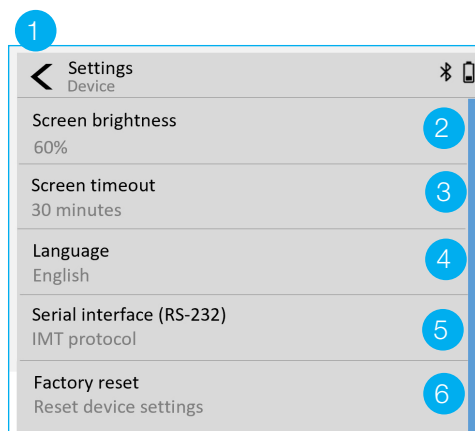 1
Settings
Device
Screen brightness
2
60%
Screen timeout
3
30 minutes
Language
4
English
Serial interface (RS-232)
5
IMT protocol
Factory reset
6
Reset device settings